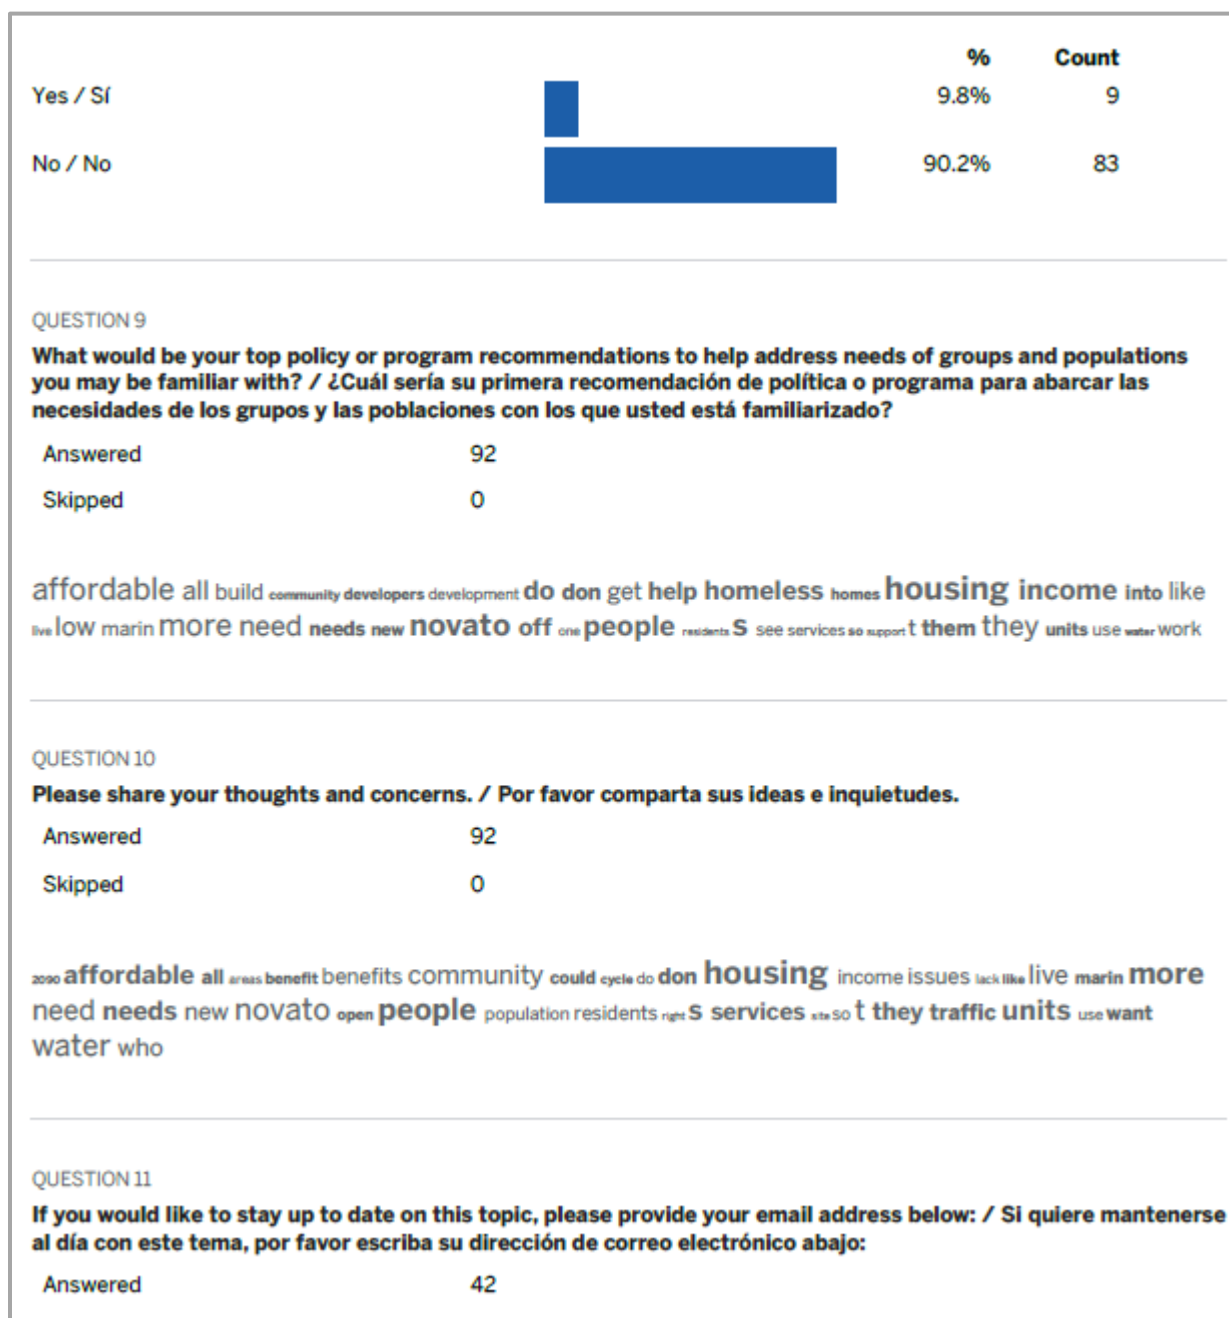 % Count
Yes / Sí 9.8% 9
No / No 90.2% 83
QUESTION 9
What would be your top policy or program recommendations to help address needs of groups and populations
you may be familiar with? / ¿Cuál sería su primera recomendación de política o programa para abarcar las
necesidades de los grupos y las poblaciones con los que usted está familiarizado?
Answered 92
Skipped 0
affordable all build community developers development do don get help homeless homes housing income into like
live low marin more need needs new novato off one people residents s see services so support t them they units use water work
QUESTION 10
Please share your thoughts and concerns. / Por favor comparta sus ideas e inquietudes.
Answered 92
Skipped 0
2090 affordable all areas benefit benefits community could cycle do don housing income issues lack like live marin more
need needs new novato open people population residents right s services site so t they traffic units use want
water who
QUESTION 11
If you would like to stay up to date on this topic, please provide your email address below: / Si quiere mantenerse
al día con este tema, por favor escriba su dirección de correo electrónico abajo:
Answered 42